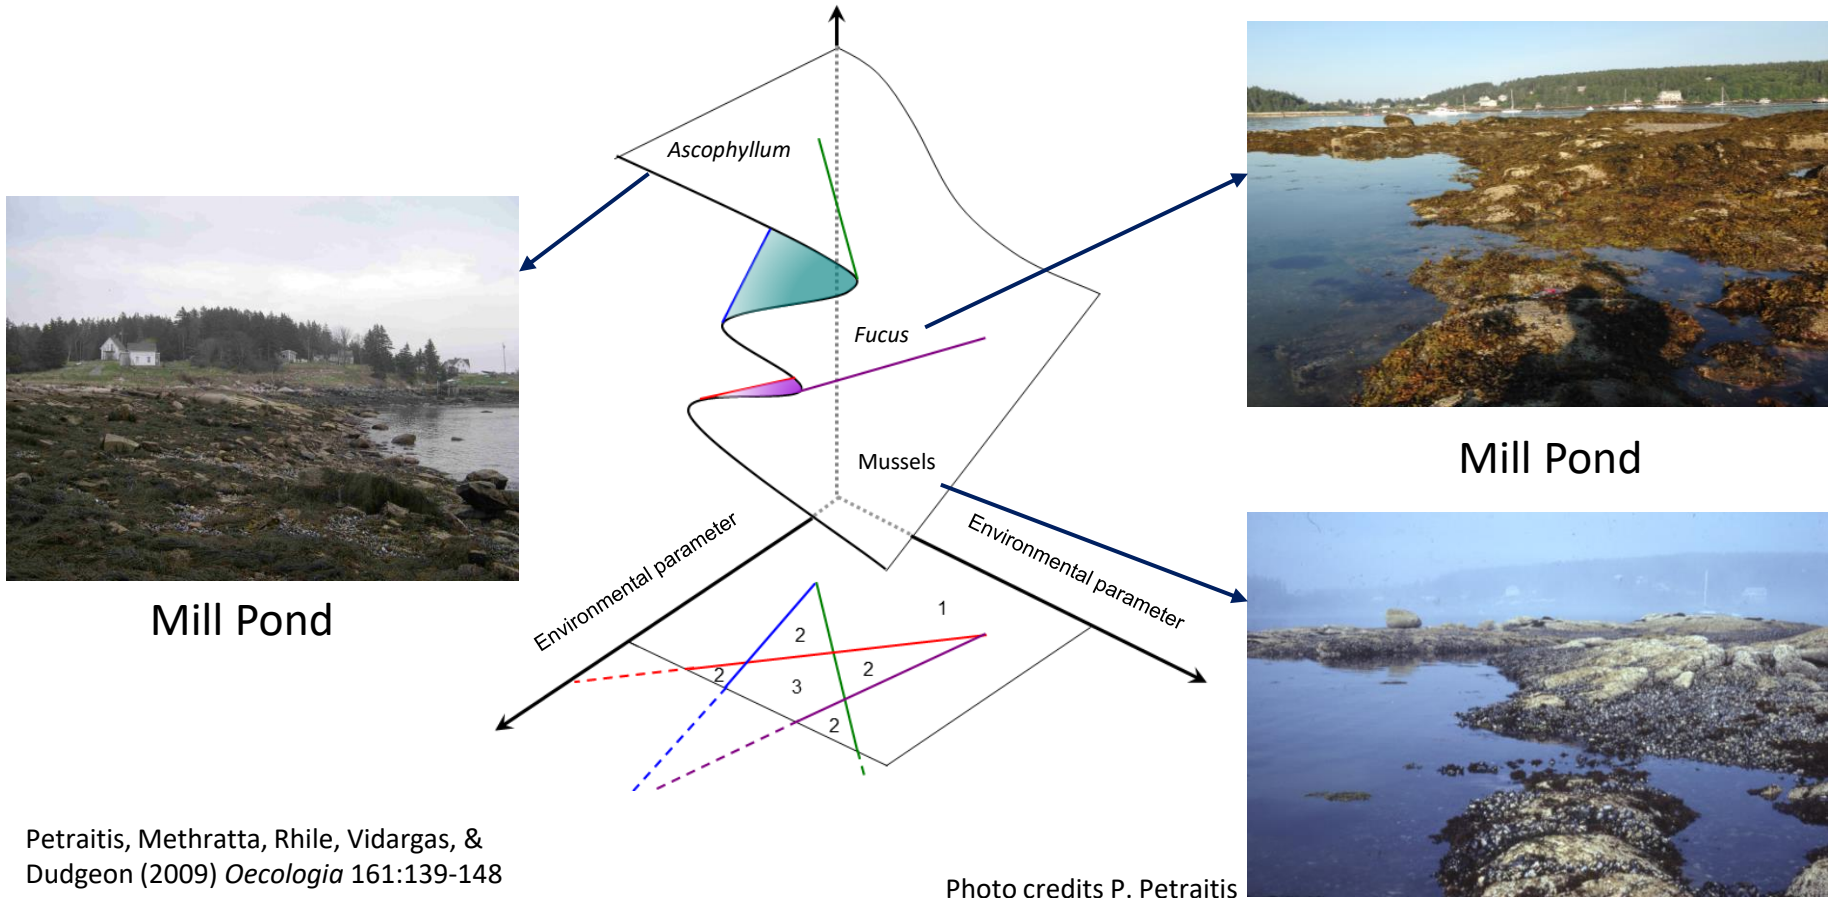 Ascophyllum
Fucus
Mussels
Environmental parameter
Environmental parameter
1
2
2
2
3
2
Mill Pond
Mill Pond
Petraitis, Methratta, Rhile, Vidargas, &
Dudgeon (2009) Oecologia 161:139-148
Photo credits P. Petraitis